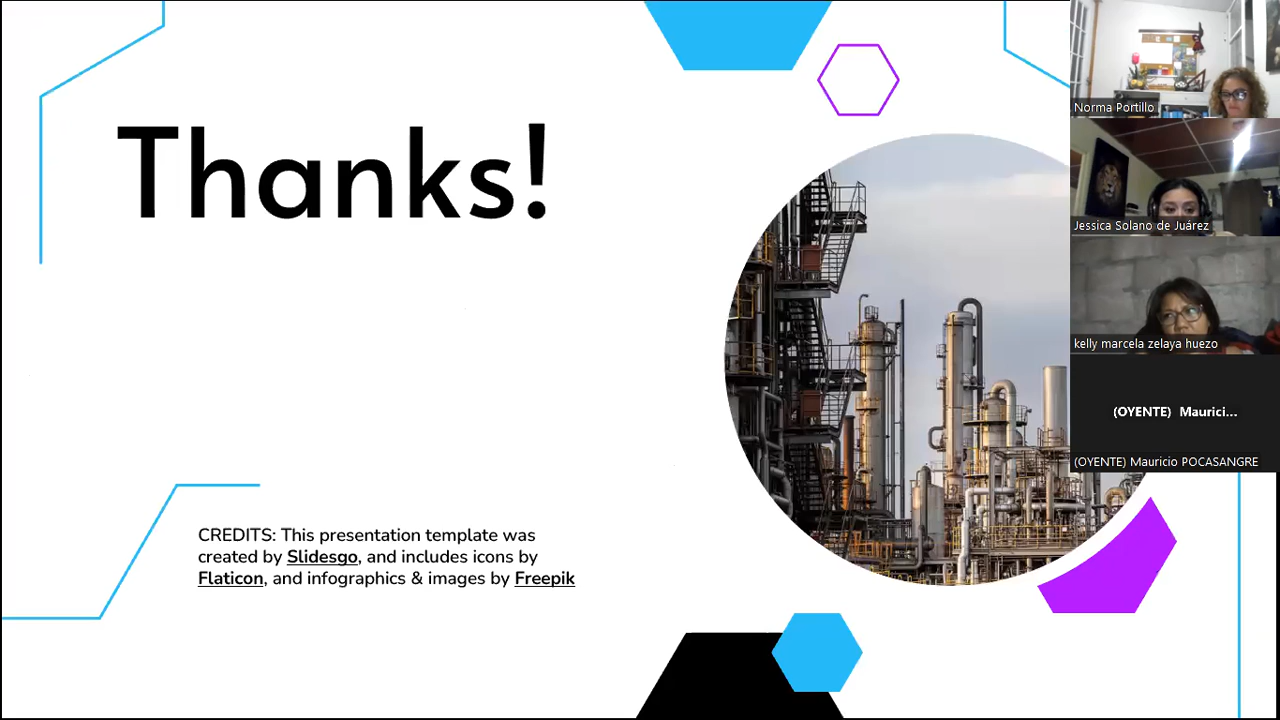 Thanks!
CREDITS: This presentation template was
created by Slidesgo, and includes icons by
Flaticon, and infographics & images by Freepik
Norma Portillo
Jessica Solano de Juárez
kelly marcela zelaya huezo
(OYENTE) Maurici...
(OYENTE) Mauricio POCASANGRE